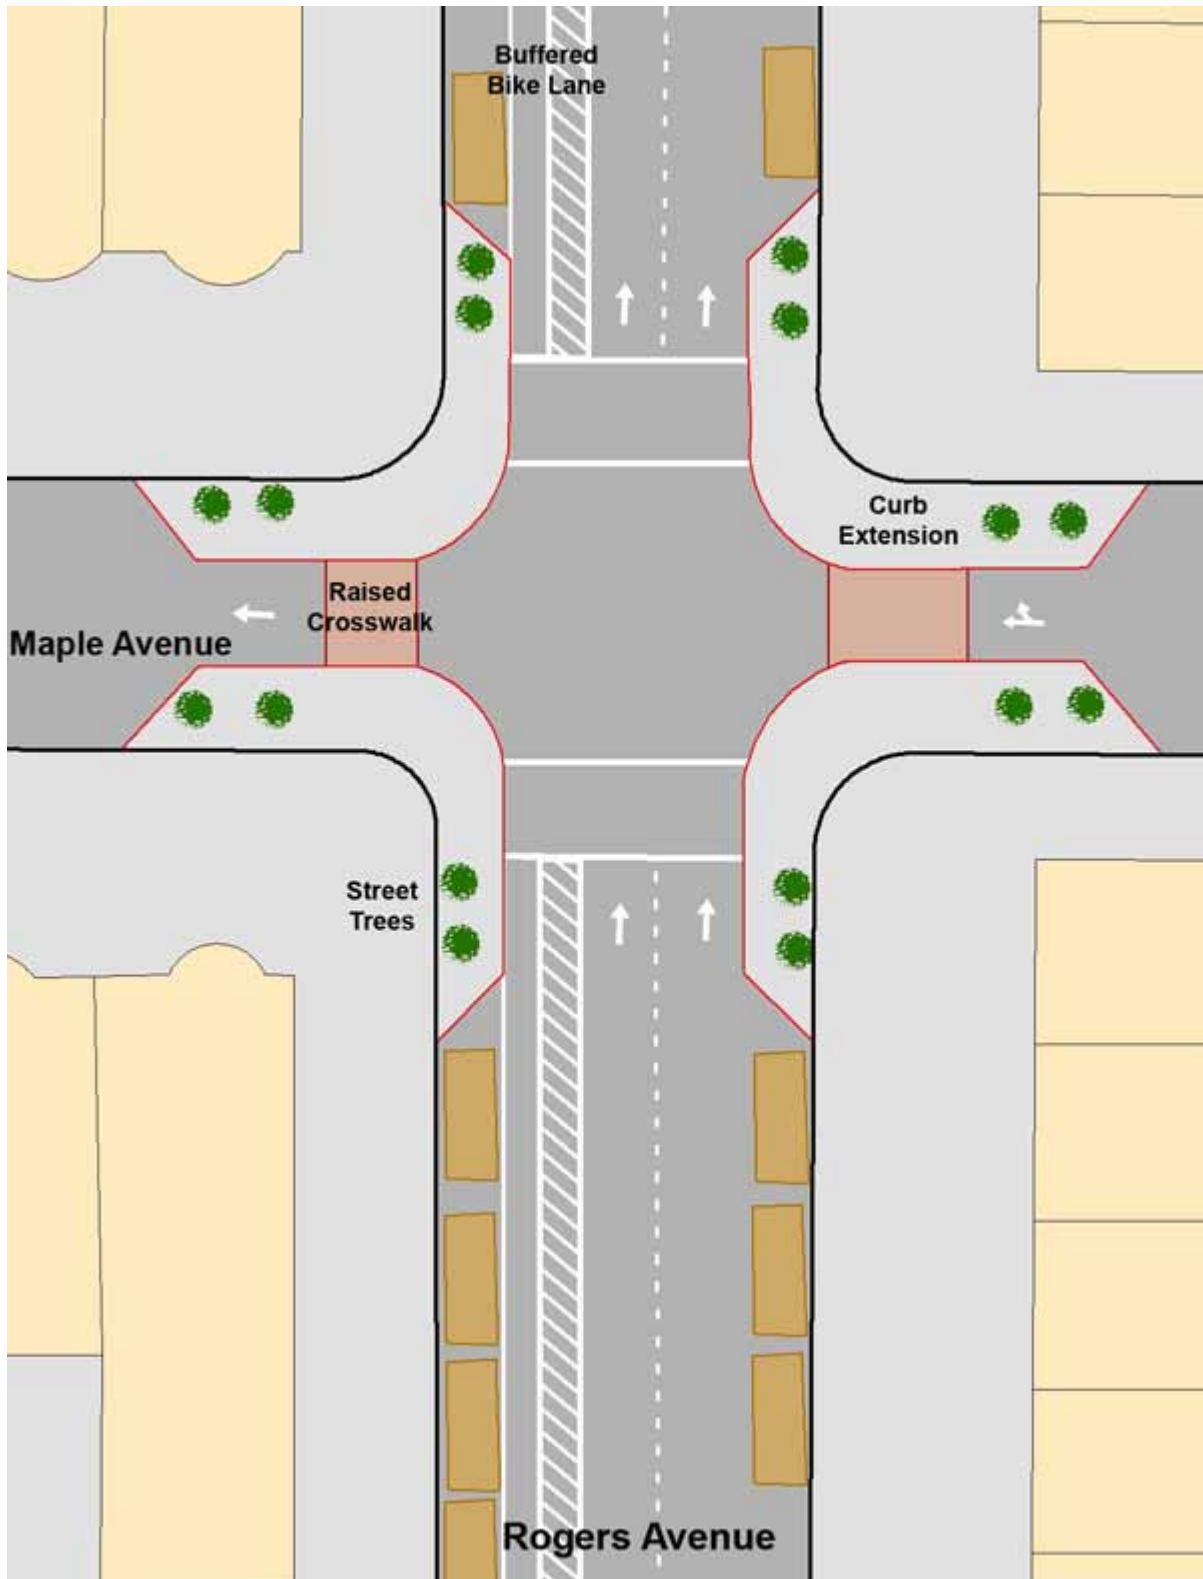 Buffered
Bike Lane
Curb
Extension
Raised
Crosswalk
Maple Avenue
Street
Trees
Rogers Avenue